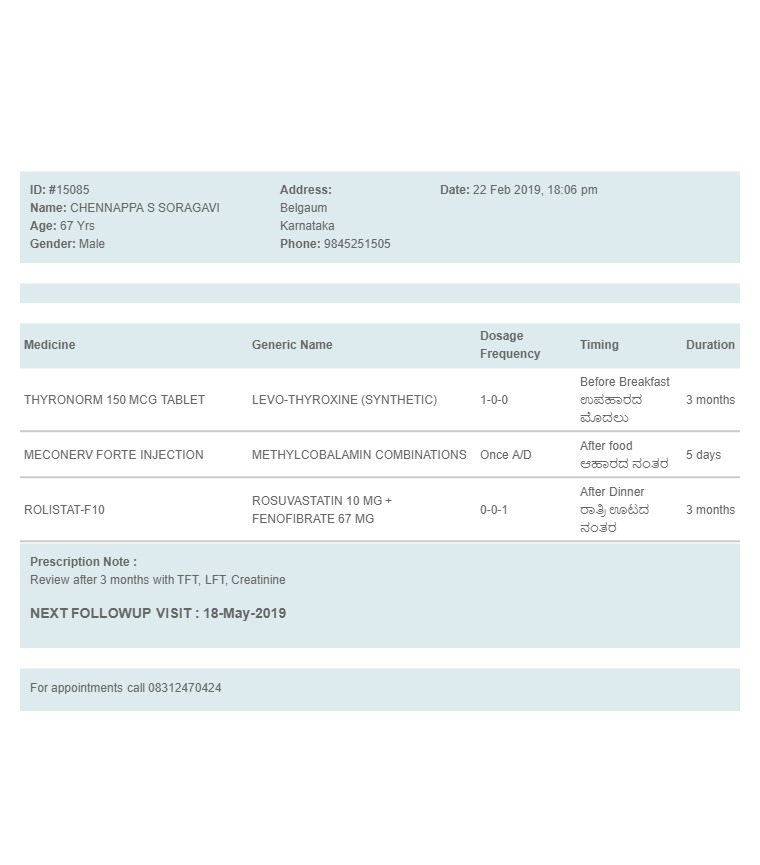 ID: #15085
Name: CHENNAPPA S SORAGAVI
Age: 67 Yrs
Gender: Male
Address:
Belgaum
Karnataka
Phone: 9845251505
Date: 22 Feb 2019, 18:06 pm
Medicine Generic Name Dosage Frequency Timing Duration
THYRONORM 150 MCG TABLET LEVO-THYROXINE (SYNTHETIC) 1-0-0 Before Breakfast 3 months
ಉಪಹಾರದ
ಮೊದಲು
MECONERV FORTE INJECTION METHYLCOBALAMIN COMBINATIONS Once A/D After food 5 days
ಆಹಾರದ ನಂತರ
ROLISTAT-F10 ROSUVASTATIN 10 MG + FENOFIBRATE 67 MG 0-0-1 After Dinner 3 months
ರಾತ್ರಿ ಊಟದ
ನಂತರ
Prescription Note :
Review after 3 months with TFT, LFT, Creatinine
NEXT FOLLOWUP VISIT : 18-May-2019
For appointments call 08312470424